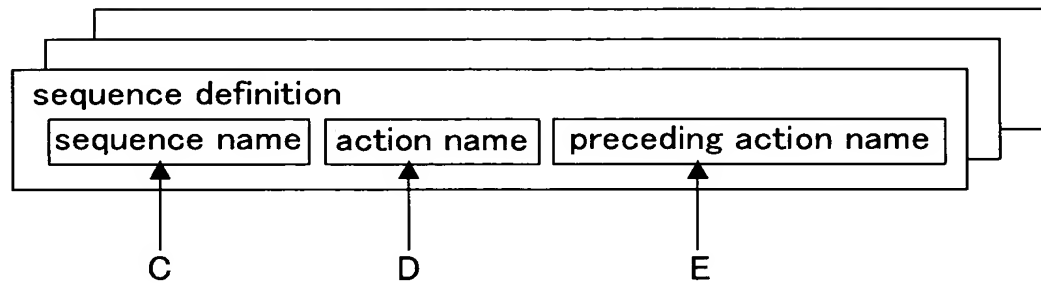 sequence definition
sequence name action name preceding action name
C D E